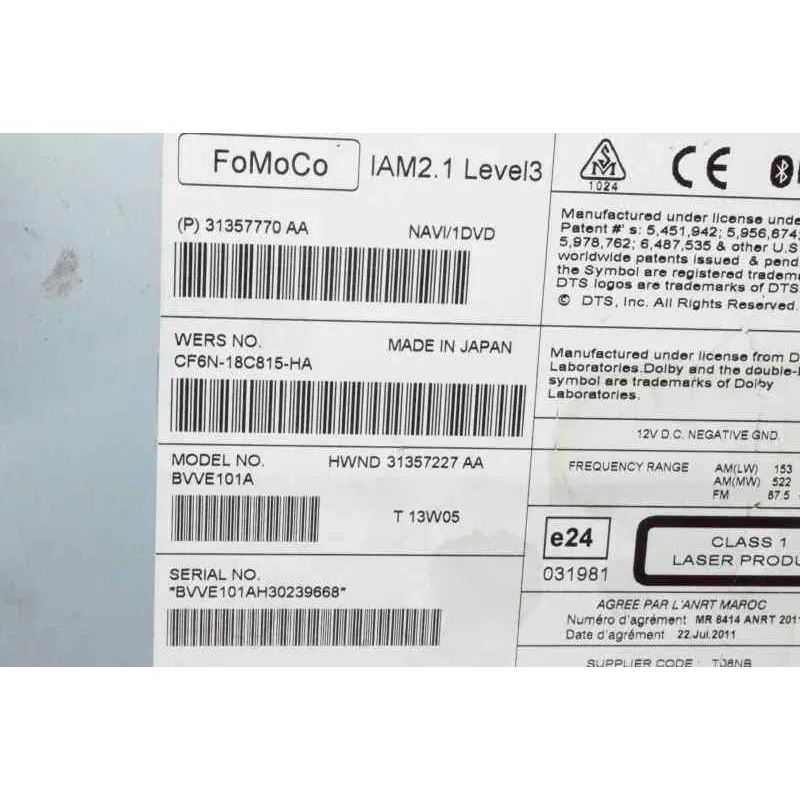 FoMoCo IAM2.1 Level3
(P) 31357770 AA NAVI/1DVD
WERS NO. MADE IN JAPAN
CF6N-18C815-HA
MODEL NO. HWND 31357227 AA
BVVE101A
T 13W05
SERIAL NO.
*BVVE101AH30239668*
1024
CE
Manufactured under license unde
Patent #' s: 5,451,942; 5,956,674;
5,978,762; 6,487,535 & other U.S
worldwide patents issued & pend
the Symbol are registered tradema
DTS logos are trademarks of DTS
© DTS, Inc. All Rights Reserved.
Manufactured under license from D
Laboratories.Dolby and the double-
symbol are trademarks of Dolby
Laboratories.
12V D.C. NEGATIVE GND.
FREQUENCY RANGE AM(LW) 153
AM(MW) 522
FM 87.5
e24
031981
CLASS 1
LASER PRODU
AGREE PAR L'ANRT MAROC
Numéro d'agrément MR 6414 ANRT 2011
Date d'agrément 22.Jul.2011
SUPPLIER CODE : T08NB